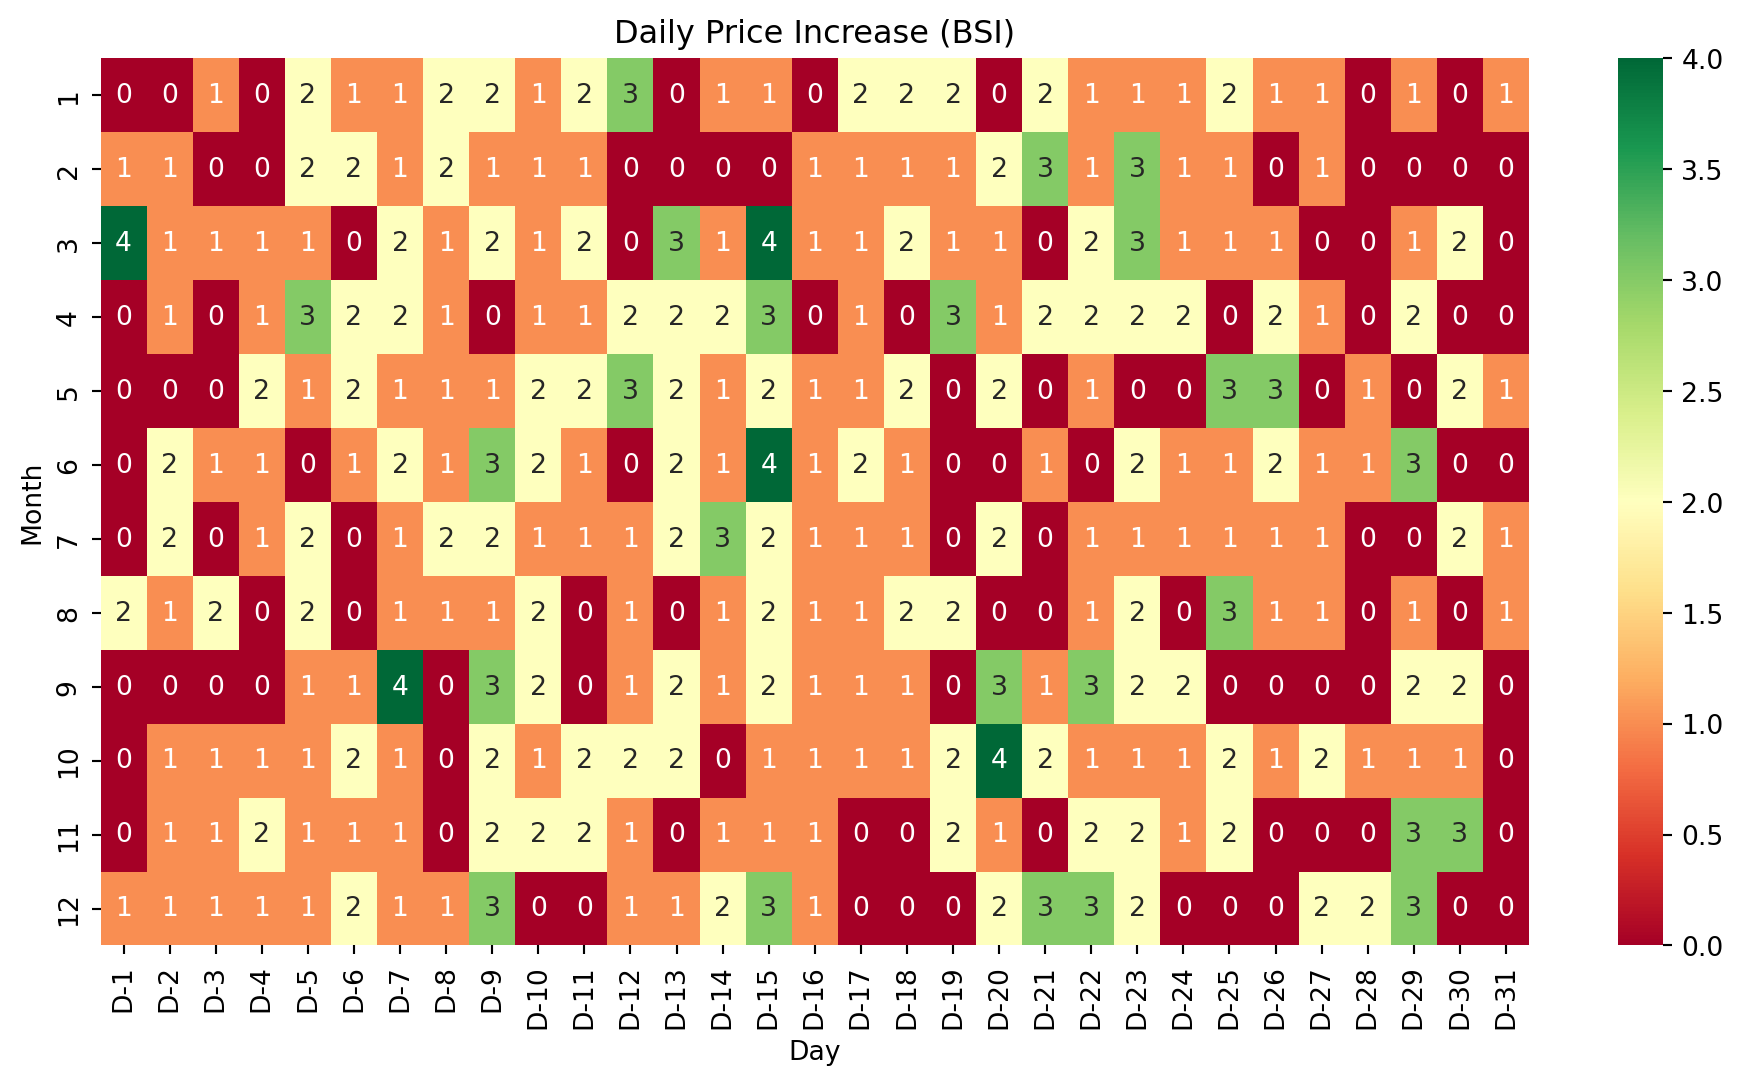 Daily Price Increase (BSI)
1 0 0 1 0 2 1 1 2 2 1 2 3 0 1 1 0 2 2 2 0 2 1 1 1 2 1 1 0 1 0 1
2 1 1 0 0 2 2 1 2 1 1 1 0 0 0 0 1 1 1 1 2 3 1 3 1 1 0 1 0 0 0 0
3 4 1 1 1 1 0 2 1 2 1 2 0 3 1 4 1 1 2 1 1 0 2 3 1 1 1 0 0 1 2 0
4 0 1 0 1 3 2 2 1 0 1 1 2 2 2 3 0 1 0 3 1 2 2 2 2 0 2 1 0 2 0 0
5 0 0 0 2 1 2 1 1 1 2 2 3 2 1 2 1 1 2 0 2 0 1 0 0 3 3 0 1 0 2 1
6 0 2 1 1 0 1 2 1 3 2 1 0 2 1 4 1 2 1 0 0 1 0 2 1 1 2 1 1 3 0 0
7 0 2 0 1 2 0 1 2 2 1 1 1 2 3 2 1 1 1 0 2 0 1 1 1 1 1 1 0 0 2 1
8 2 1 2 0 2 0 1 1 1 2 0 1 0 1 2 1 1 2 2 0 0 1 2 0 3 1 1 0 1 0 1
9 0 0 0 0 1 1 4 0 3 2 0 1 2 1 2 1 1 1 0 3 1 3 2 2 0 0 0 0 2 2 0
10 0 1 1 1 1 2 1 0 2 1 2 2 2 0 1 1 1 1 2 4 2 1 1 1 2 1 2 1 1 1 0
11 0 1 1 2 1 1 1 0 2 2 2 1 0 1 1 1 0 0 2 1 0 2 2 1 2 0 0 0 3 3 0
12 1 1 1 1 1 2 1 1 3 0 0 1 1 2 3 1 0 0 0 2 3 3 2 0 0 0 2 2 3 0 0
Month
D-1 D-2 D-3 D-4 D-5 D-6 D-7 D-8 D-9 D-10 D-11 D-12 D-13 D-14 D-15 D-16 D-17 D-18 D-19 D-20 D-21 D-22 D-23 D-24 D-25 D-26 D-27 D-28 D-29 D-30 D-31
Day
4.0
3.5
3.0
2.5
2.0
1.5
1.0
0.5
0.0